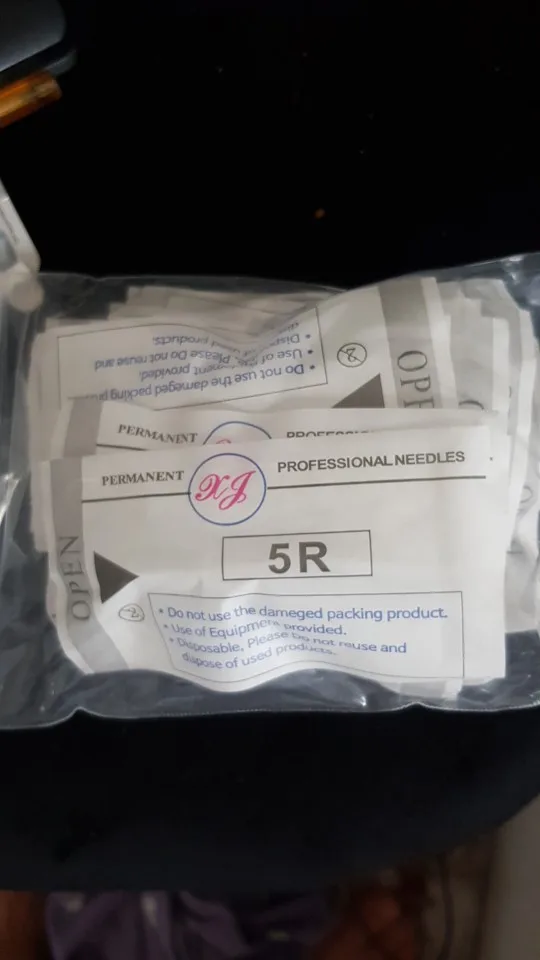 Do not use the dameged packing
Use of
provided.
Please Do not reuse and
products.
2
OPE
PERMANINT
PERMANENT
XJ
PROFESSIONAL NEEDLES
5R
OPEN
2
• Do not use the dameged packing product.
• Use of Equipment provided.
• Disposable, Please Do not reuse and
dispose of used products.